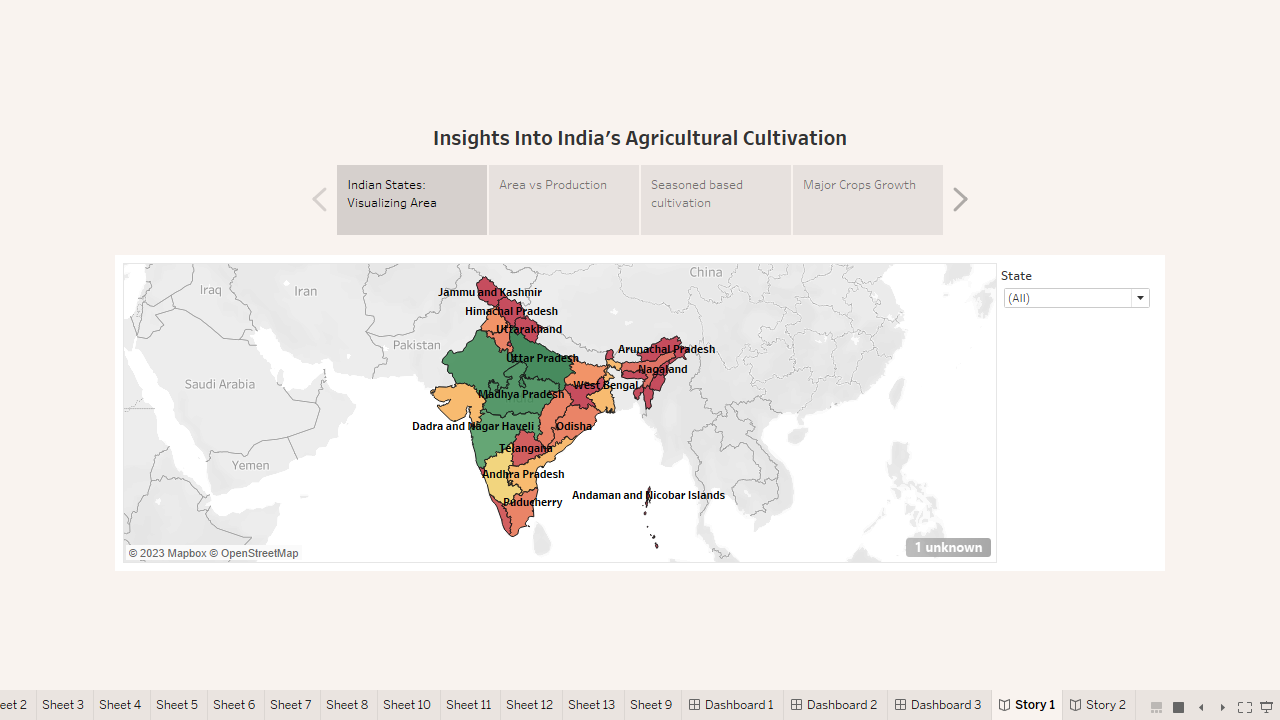 Insights Into India's Agricultural Cultivation
Indian States:
Visualizing Area
Area vs Production
Seasoned based
cultivation
Major Crops Growth
State
(All)
China
Iraq
Iran
Jammu and Kashmir
Himachal Pradesh
Uttarakhand
Pakistan
Arunachal Pradesh
Uttar Pradesh
Nagaland
Saudi Arabia
West Bengal
Madhya Pradesh
Dadra and Nagar Haveli
Odisha
Telangana
Yemen
Andhra Pradesh
Andaman and Nicobar Islands
Puducherry
© 2023 Mapbox © OpenStreetMap
1 unknown
eet 2 Sheet 3 Sheet 4 Sheet 5 Sheet 6 Sheet 7 Sheet 8 Sheet 10 Sheet 11 Sheet 12 Sheet 13 Sheet 9 Dashboard 1 Dashboard 2 Dashboard 3 Story 1 Story 2